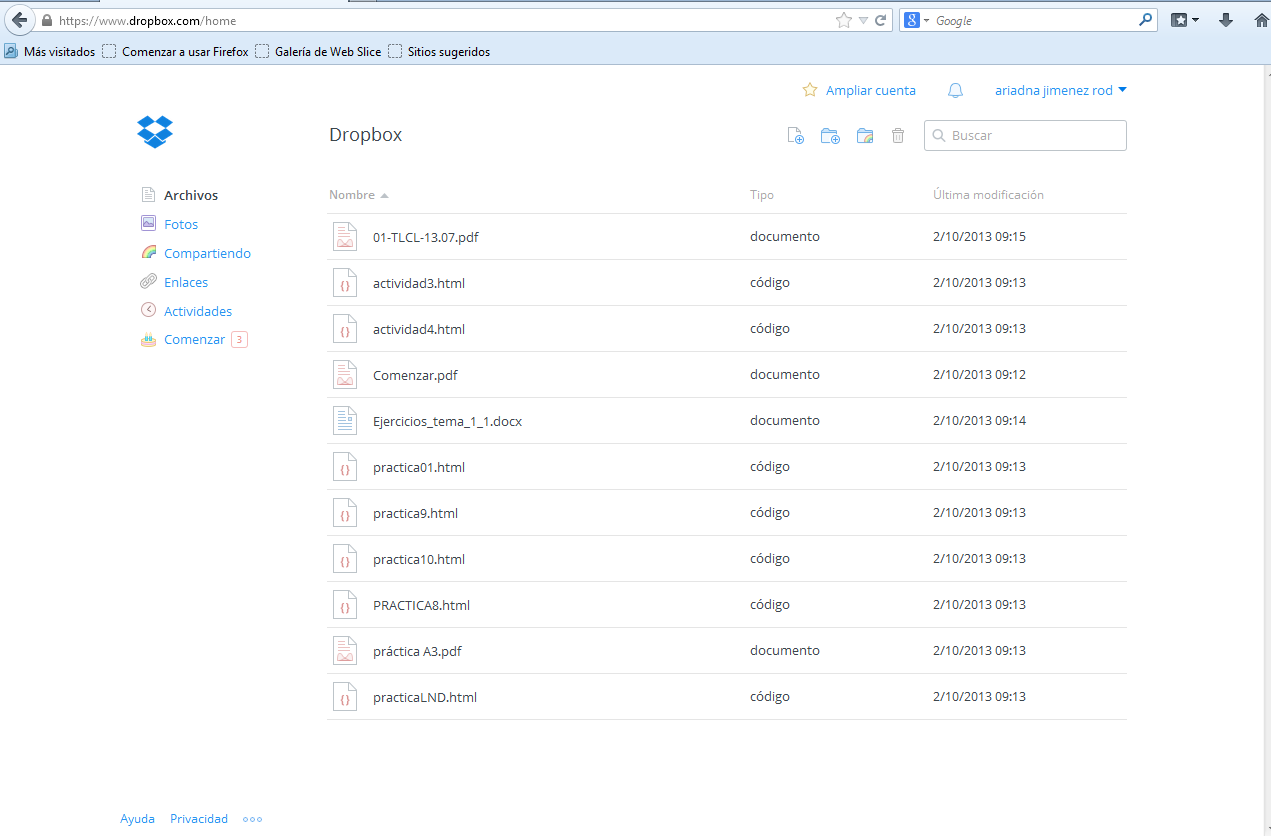 https://www.dropbox.com/home
Google
Más visitados Comenzar a usar Firefox Galería de Web Slice Sitios sugeridos
Ampliar cuenta ariadna jimenez rod
Dropbox
Buscar
Archivos
Fotos
Compartiendo
Enlaces
Actividades
Comenzar 3
Nombre Tipo Última modificación
01-TLCL-13.07.pdf documento 2/10/2013 09:15
actividad3.html código 2/10/2013 09:13
actividad4.html código 2/10/2013 09:13
Comenzar.pdf documento 2/10/2013 09:12
Ejercicios_tema_1_1.docx documento 2/10/2013 09:14
practica01.html código 2/10/2013 09:13
practica9.html código 2/10/2013 09:13
practica10.html código 2/10/2013 09:13
PRACTICA8.html código 2/10/2013 09:13
práctica A3.pdf documento 2/10/2013 09:13
practicaLND.html código 2/10/2013 09:13
Ayuda Privacidad